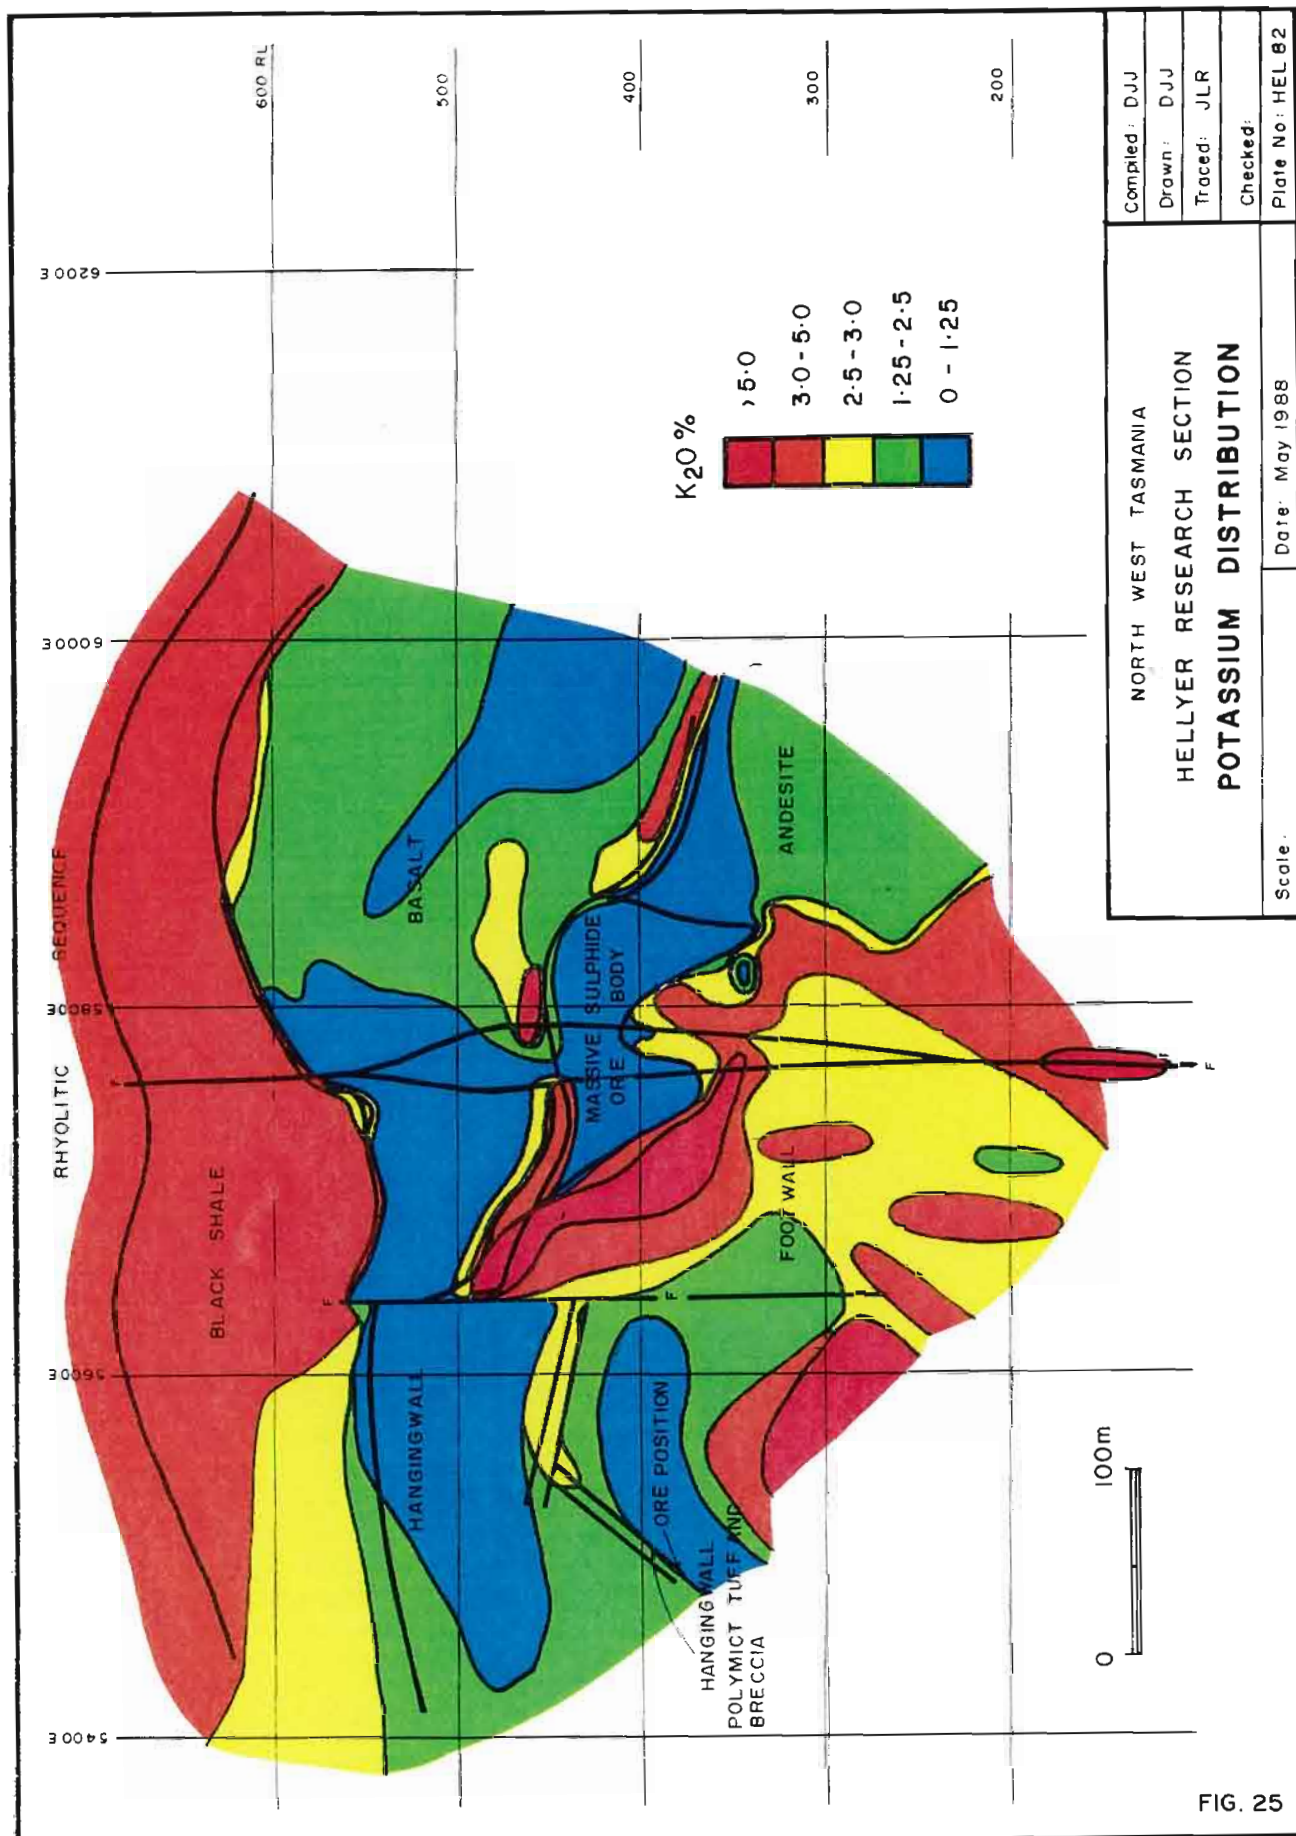 6200E
6000E
5800E
5600E
5400E
600 RL
500
400
300
200
RHYOLITIC SEQUENCE
BLACK SHALE
BASALT
HANGINGWALL
MASSIVE SULPHIDE
ORE BODY
ANDESITE
FOOTWALL
ORE POSITION
HANGINGWALL
POLYMICT TUFF AND
BRECCIA
F
F
F
F
F
K2O %
>5·0
3·0-5·0
2·5-3·0
1·25-2·5
0-1·25
0 100m
NORTH WEST TASMANIA
HELLYER RESEARCH SECTION
POTASSIUM DISTRIBUTION
Scale:
Date: May 1988
Compiled: DJJ
Drawn: DJJ
Traced: JLR
Checked:
Plate No: HEL 82
FIG. 25